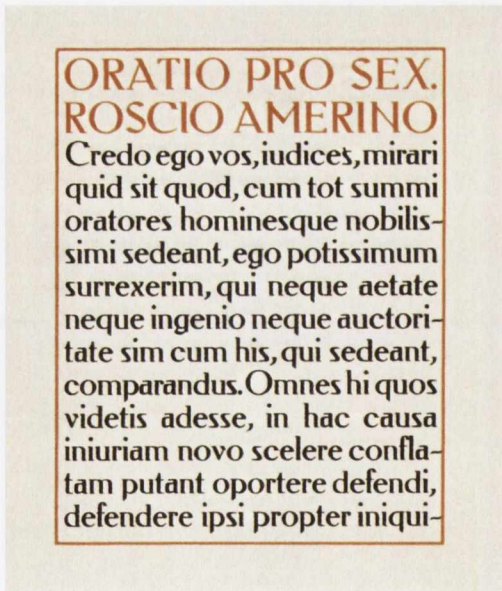 ORATIO PRO SEX.
ROSCIO AMERINO
Credo ego vos, iudices, mirari
quid sit quod, cum tot summi
oratores hominesque nobilis-
simi sedeant, ego potissimum
surrexerim, qui neque aetate
neque ingenio neque auctori-
tate sim cum his, qui sedeant,
comparandus. Omnes hi quos
videtis adesse, in hac causa
iniuriam novo scelere confla-
tam putant oportere defendi,
defendere ipsi propter iniqui-